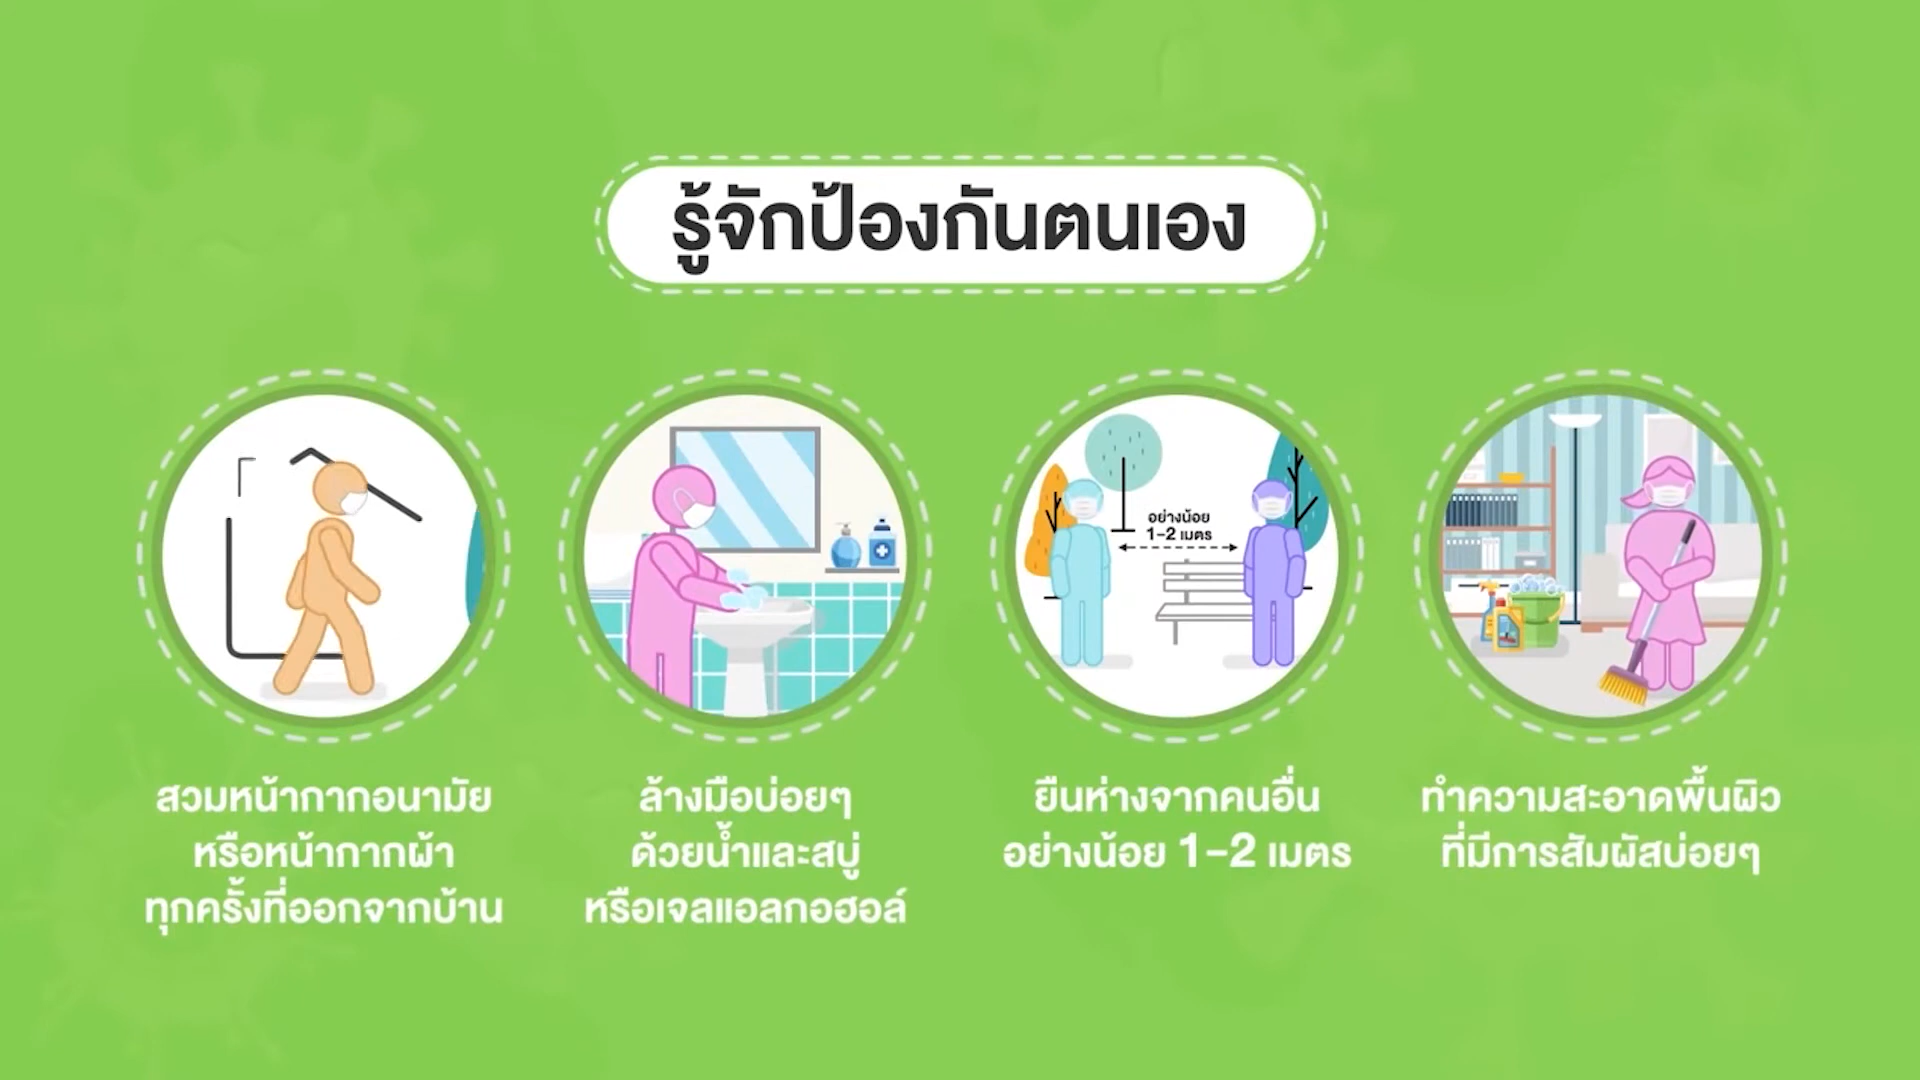 รู้จักป้องกันตนเอง
อย่างน้อย
1-2 เมตร
สวมหน้ากากอนามัย
หรือหน้ากากผ้า
ทุกครั้งที่ออกจากบ้าน
ล้างมือบ่อยๆ
ด้วยน้ำและสบู่
หรือเจลแอลกอฮอล์
ยืนห่างจากคนอื่น
อย่างน้อย 1-2 เมตร
ทำความสะอาดพื้นผิว
ที่มีการสัมผัสบ่อยๆ